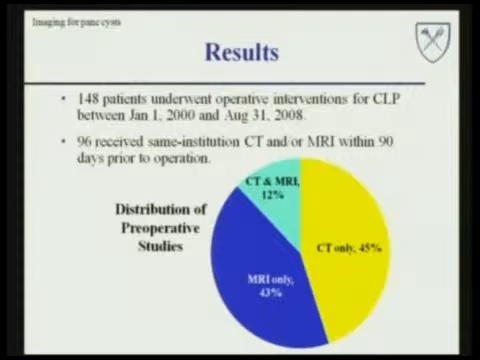 Imaging for panc cysts
Results
• 148 patients underwent operative interventions for CLP
between Jan 1, 2000 and Aug 31, 2008.
• 96 received same-institution CT and/or MRI within 90
days prior to operation.
Distribution of
Preoperative
Studies
CT & MRI,
12%
CT only, 45%
MRI only,
43%